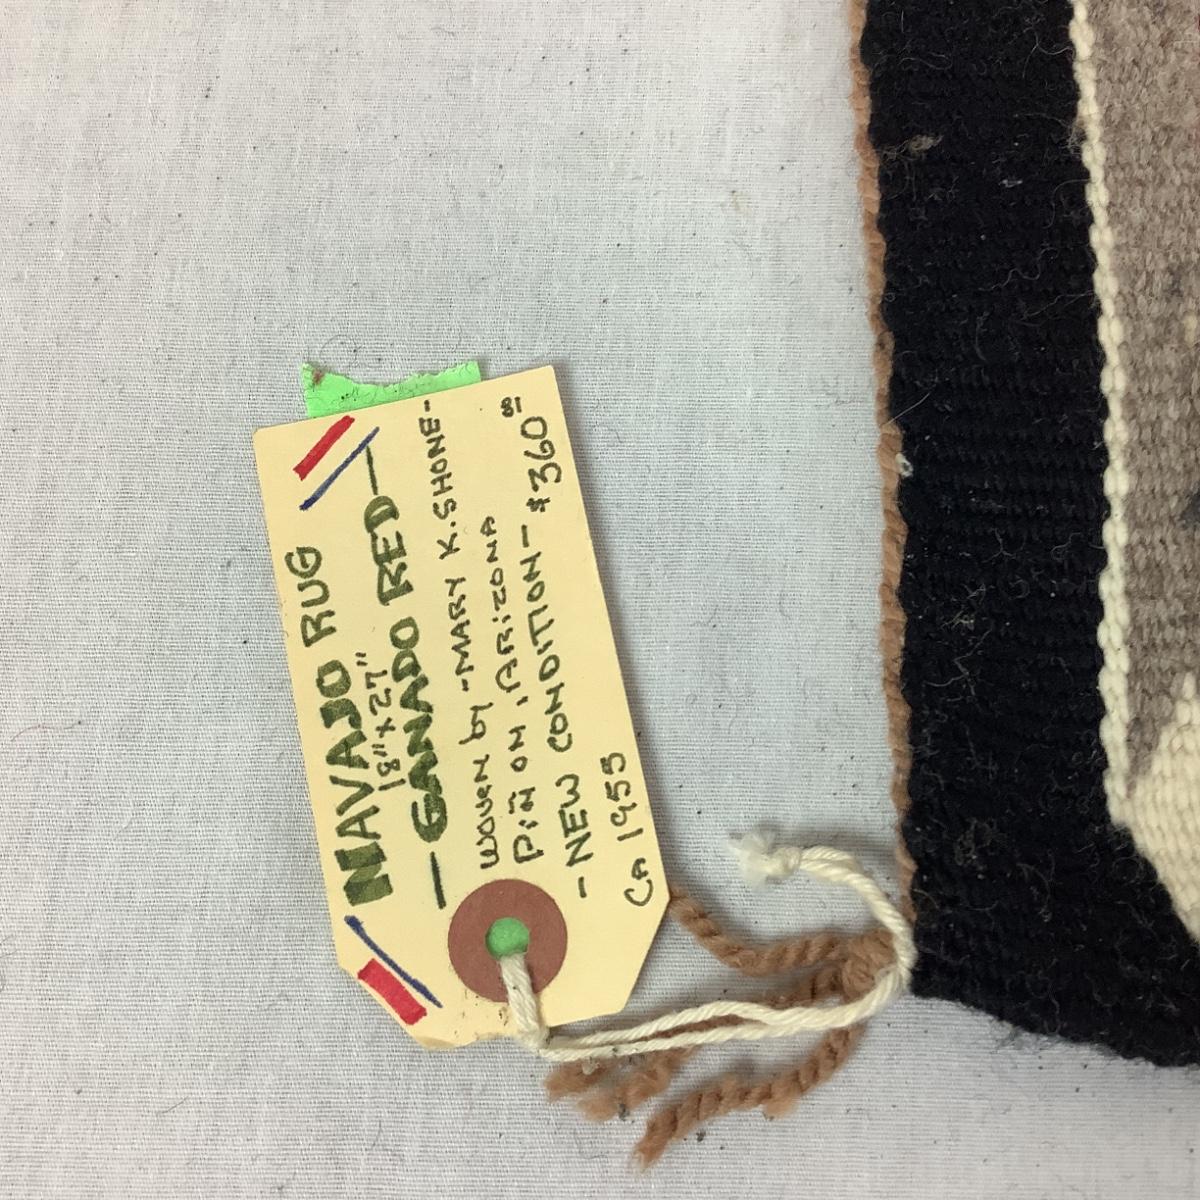 NAVAJO RUG
18" x 27"
— GANADO RED —
WOVEN by - MARY K. SHONE -
PiÑON, ARiZONA
- NEW CONDITION - $360 00
CA 1955